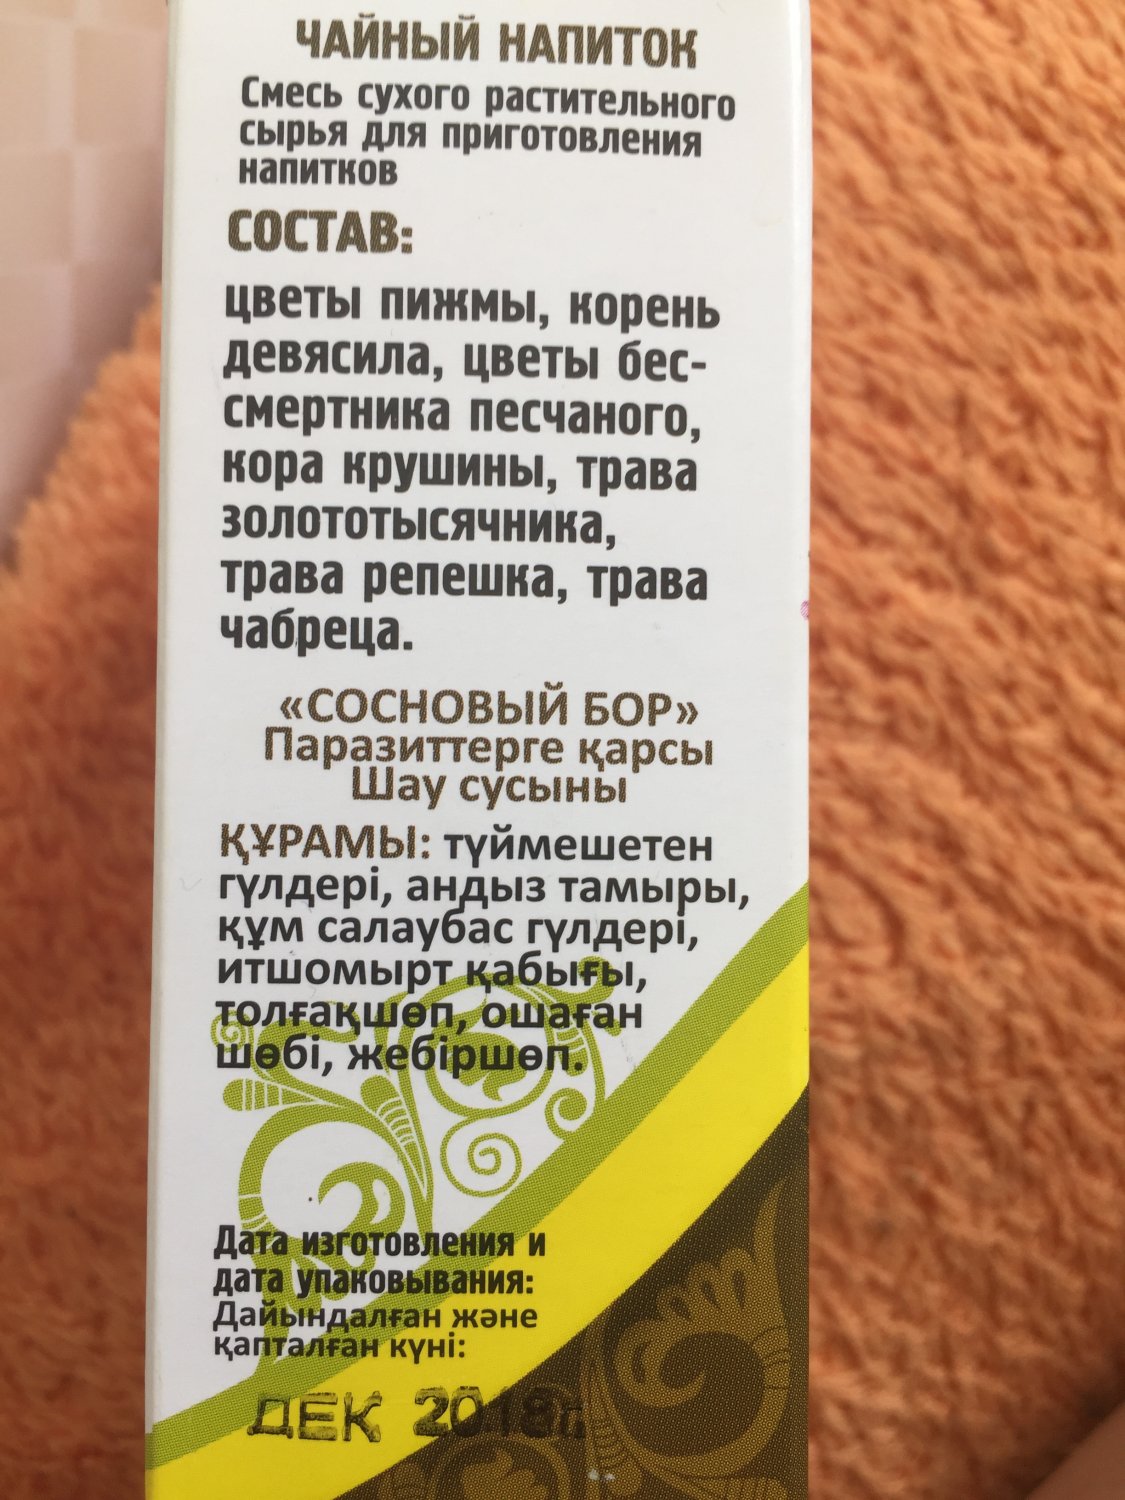 ЧАЙНЫЙ НАПИТОК
Смесь сухого растительного
сырья для приготовления
напитков
СОСТАВ:
цветы пижмы, корень
девясила, цветы бес-
смертника песчаного,
кора крушины, трава
золототысячника,
трава репешка, трава
чабреца.
«СОСНОВЫЙ БОР»
Паразиттерге қарсы
Шау сусыны
ҚҰРАМЫ: түймешетен
гүлдері, андыз тамыры,
құм салаубас гүлдері,
итшомырт қабығы,
толғақшөп, ошаған
шөбі, жебіршөп.
Дата изготовления и
дата упаковывания:
Дайындалған және
қапталған күні:
ДЕК 2018г.